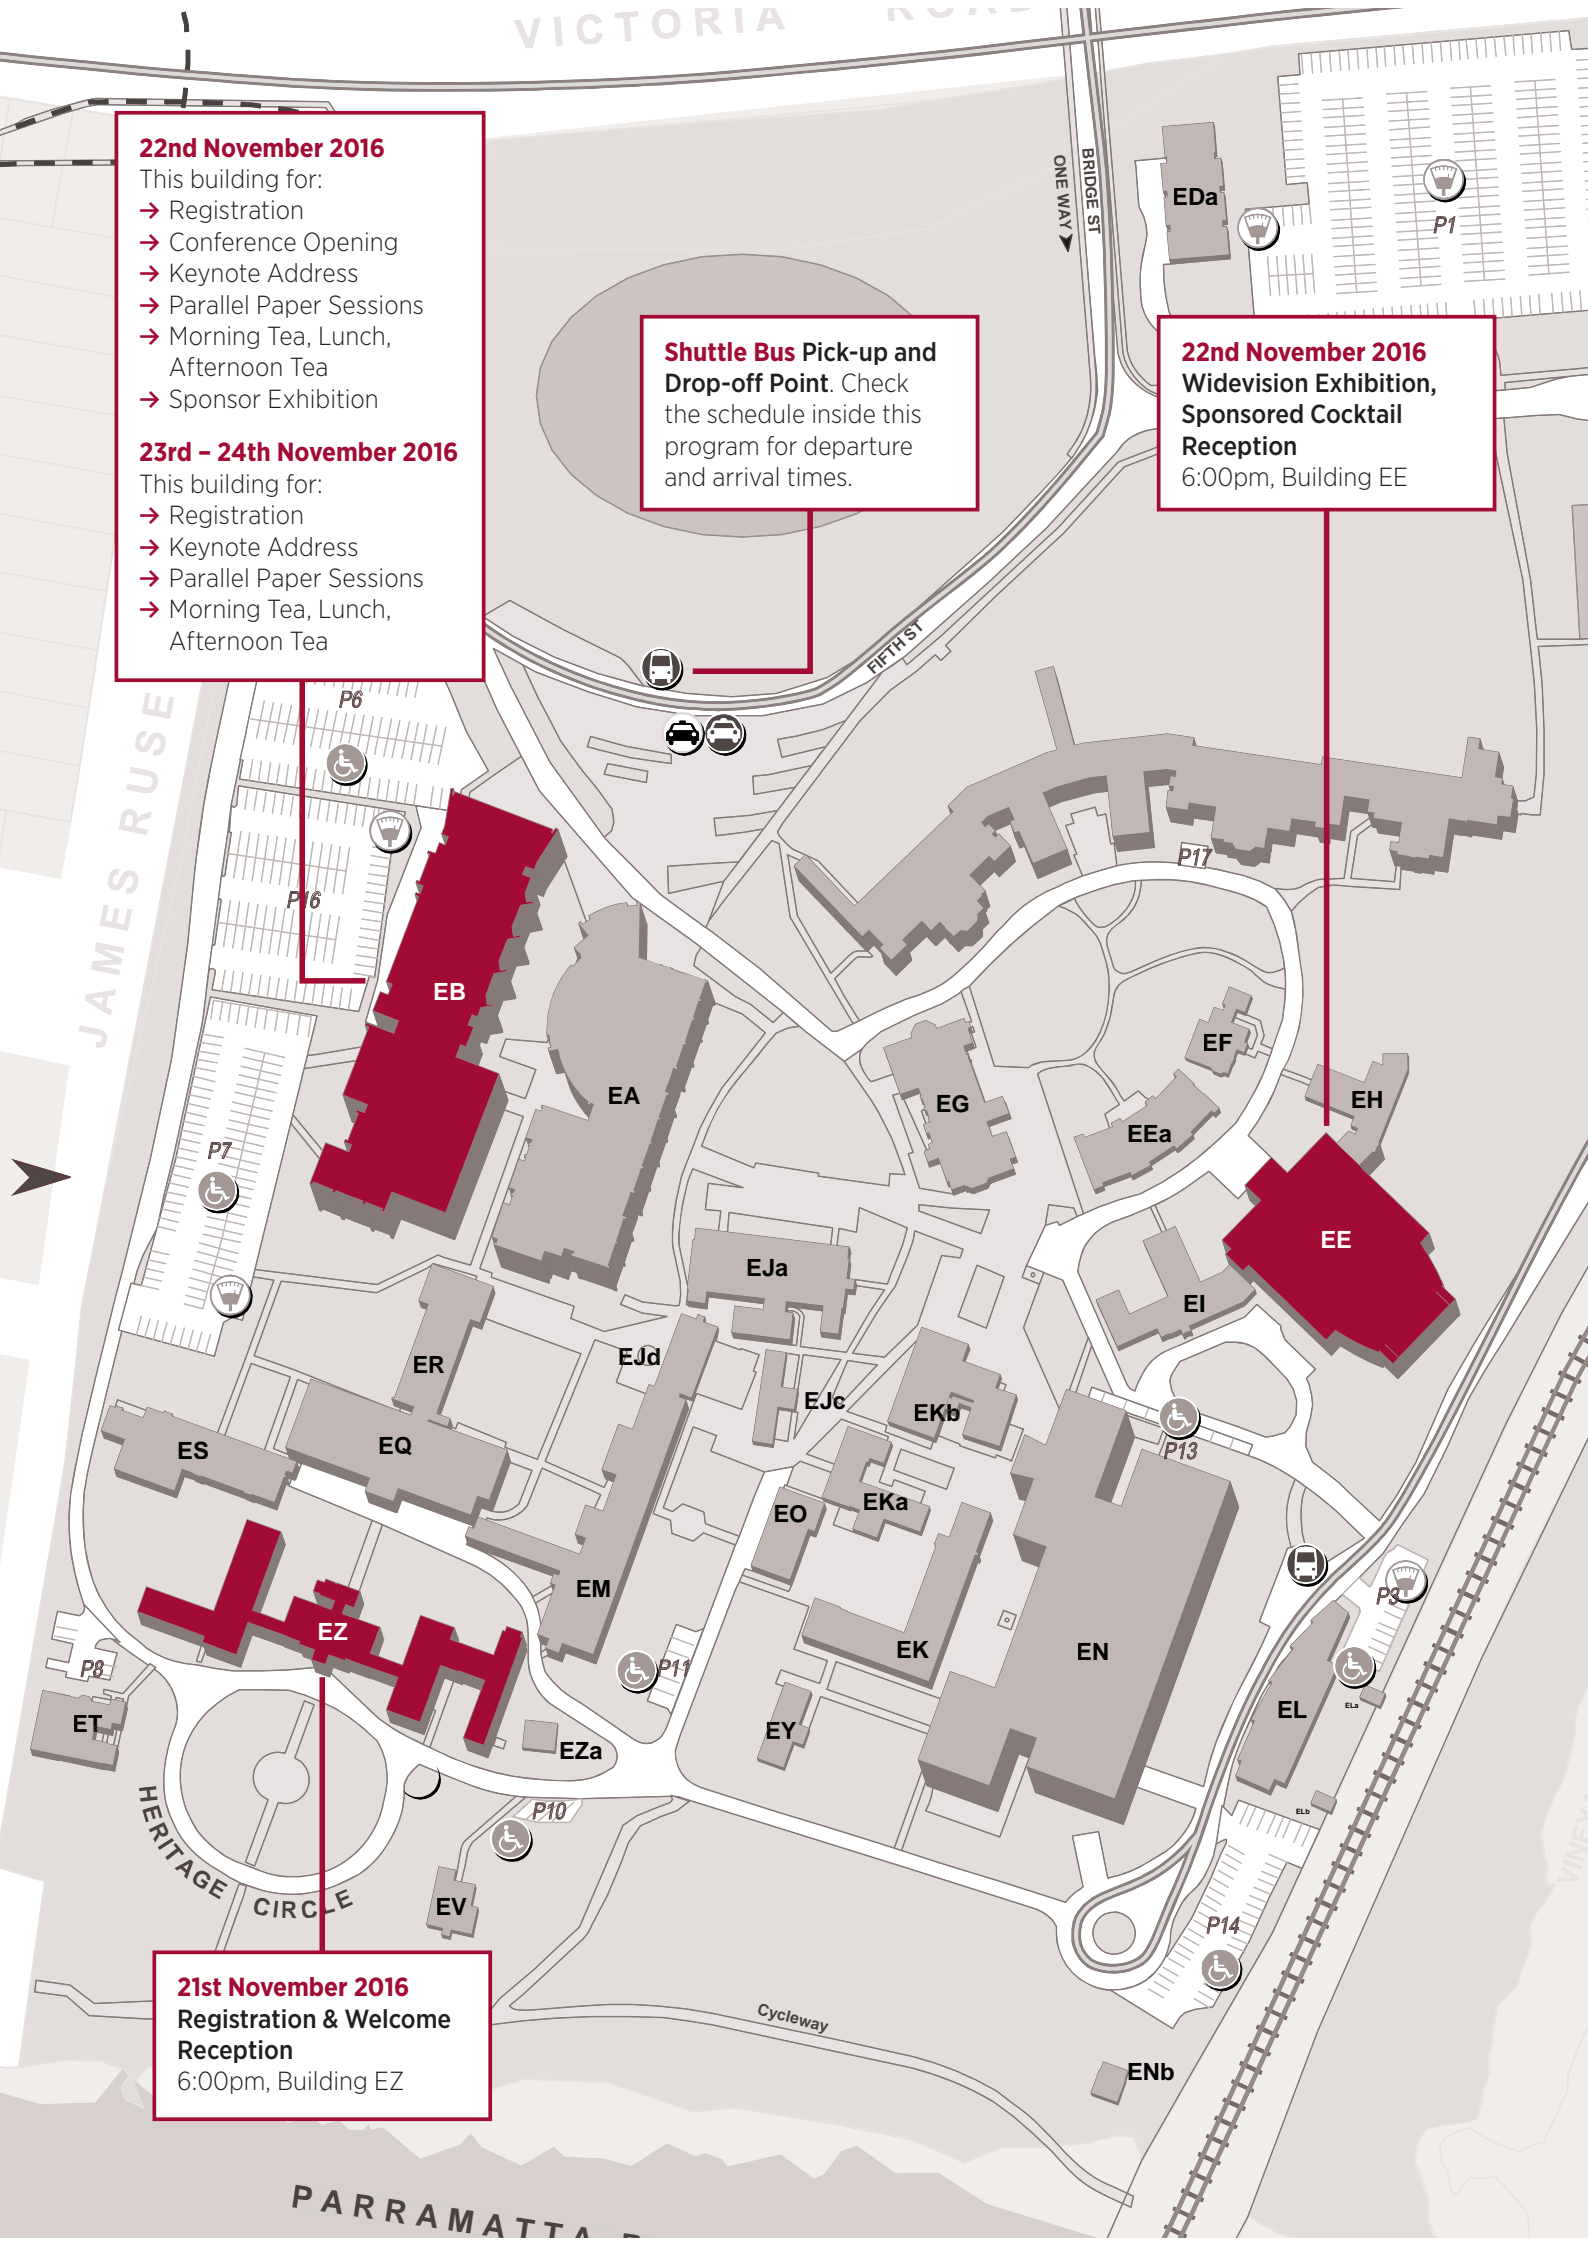 VICTORIA ROAD
22nd November 2016
This building for:
→ Registration
→ Conference Opening
→ Keynote Address
→ Parallel Paper Sessions
→ Morning Tea, Lunch,
Afternoon Tea
→ Sponsor Exhibition
23rd – 24th November 2016
This building for:
→ Registration
→ Keynote Address
→ Parallel Paper Sessions
→ Morning Tea, Lunch,
Afternoon Tea
BRIDGE ST
ONE WAY
EDa
P1
Shuttle Bus Pick-up and
Drop-off Point. Check
the schedule inside this
program for departure
and arrival times.
22nd November 2016
Widevision Exhibition,
Sponsored Cocktail
Reception
6:00pm, Building EE
FIFTH ST
JAMES RUSE
P6
P16
P17
EB
EA
EF
EG
EH
EEa
P7
EE
EJa
EI
EJd
ER
EJc
EKb
ES
EQ
P13
EKa
EO
EM
P3
EZ
EK
EN
P8
P11
ELa
EL
ET
EY
EZa
P10
ELb
HERITAGE CIRCLE
EV
P14
VINEY
21st November 2016
Registration & Welcome
Reception
6:00pm, Building EZ
Cycleway
ENb
PARRAMATTA